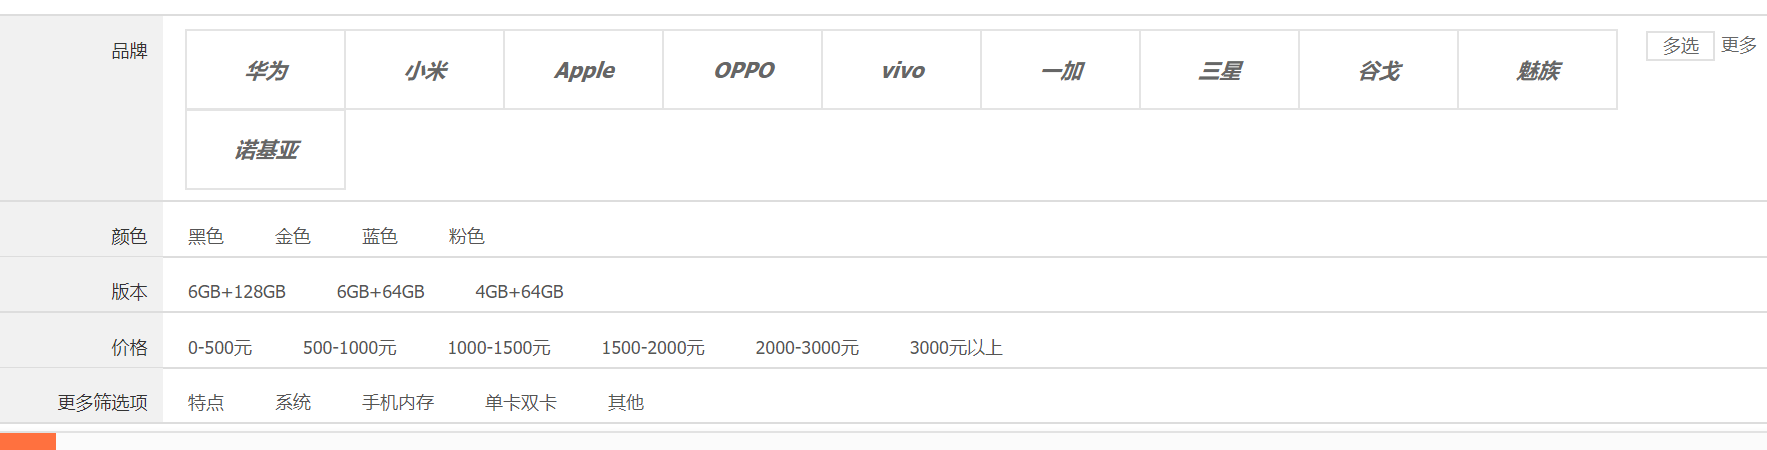 品牌 华为 小米 Apple OPPO vivo 一加 三星 谷戈 魅族 多选 更多
诺基亚
颜色 黑色 金色 蓝色 粉色
版本 6GB+128GB 6GB+64GB 4GB+64GB
价格 0-500元 500-1000元 1000-1500元 1500-2000元 2000-3000元 3000元以上
更多筛选项 特点 系统 手机内存 单卡双卡 其他